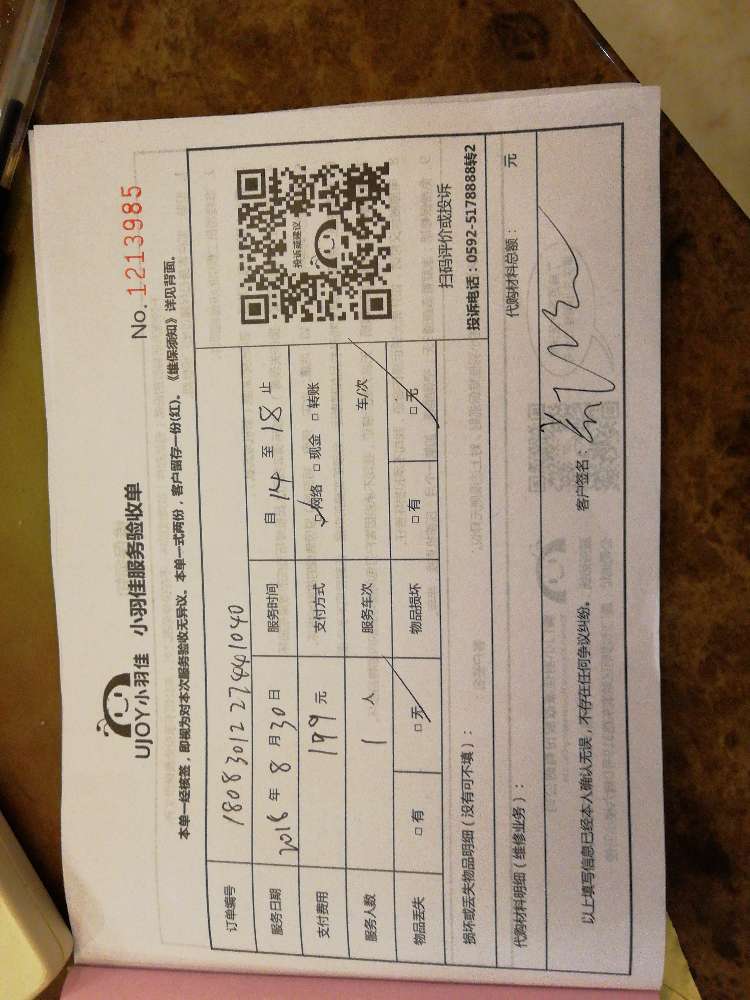 UJOY小羽佳 小羽佳服务验收单
No. 1213985
本单一经核签，即视为对本次服务验收无异议。本单一式两份，客户留存一份(红)。《维保须知》详见背面。
订单编号 180830122744 1040
服务日期 2018 年 8 月 30 日 服务时间 自 14 至 18 止
支付费用 199 元 支付方式 ☑网络 □现金 □转账
服务人数 1 人 服务车次 车/次
物品丢失 □有 □无 物品损坏 □有 □无
投诉或建议
扫码评价或投诉
投诉电话：0592-5178888转2
损坏或丢失物品明细（没有可不填）：
代购材料明细（维修业务）： 代购材料总额： 元
以上填写信息已经本人确认无误，不存在任何争议纠纷。 客户签名：